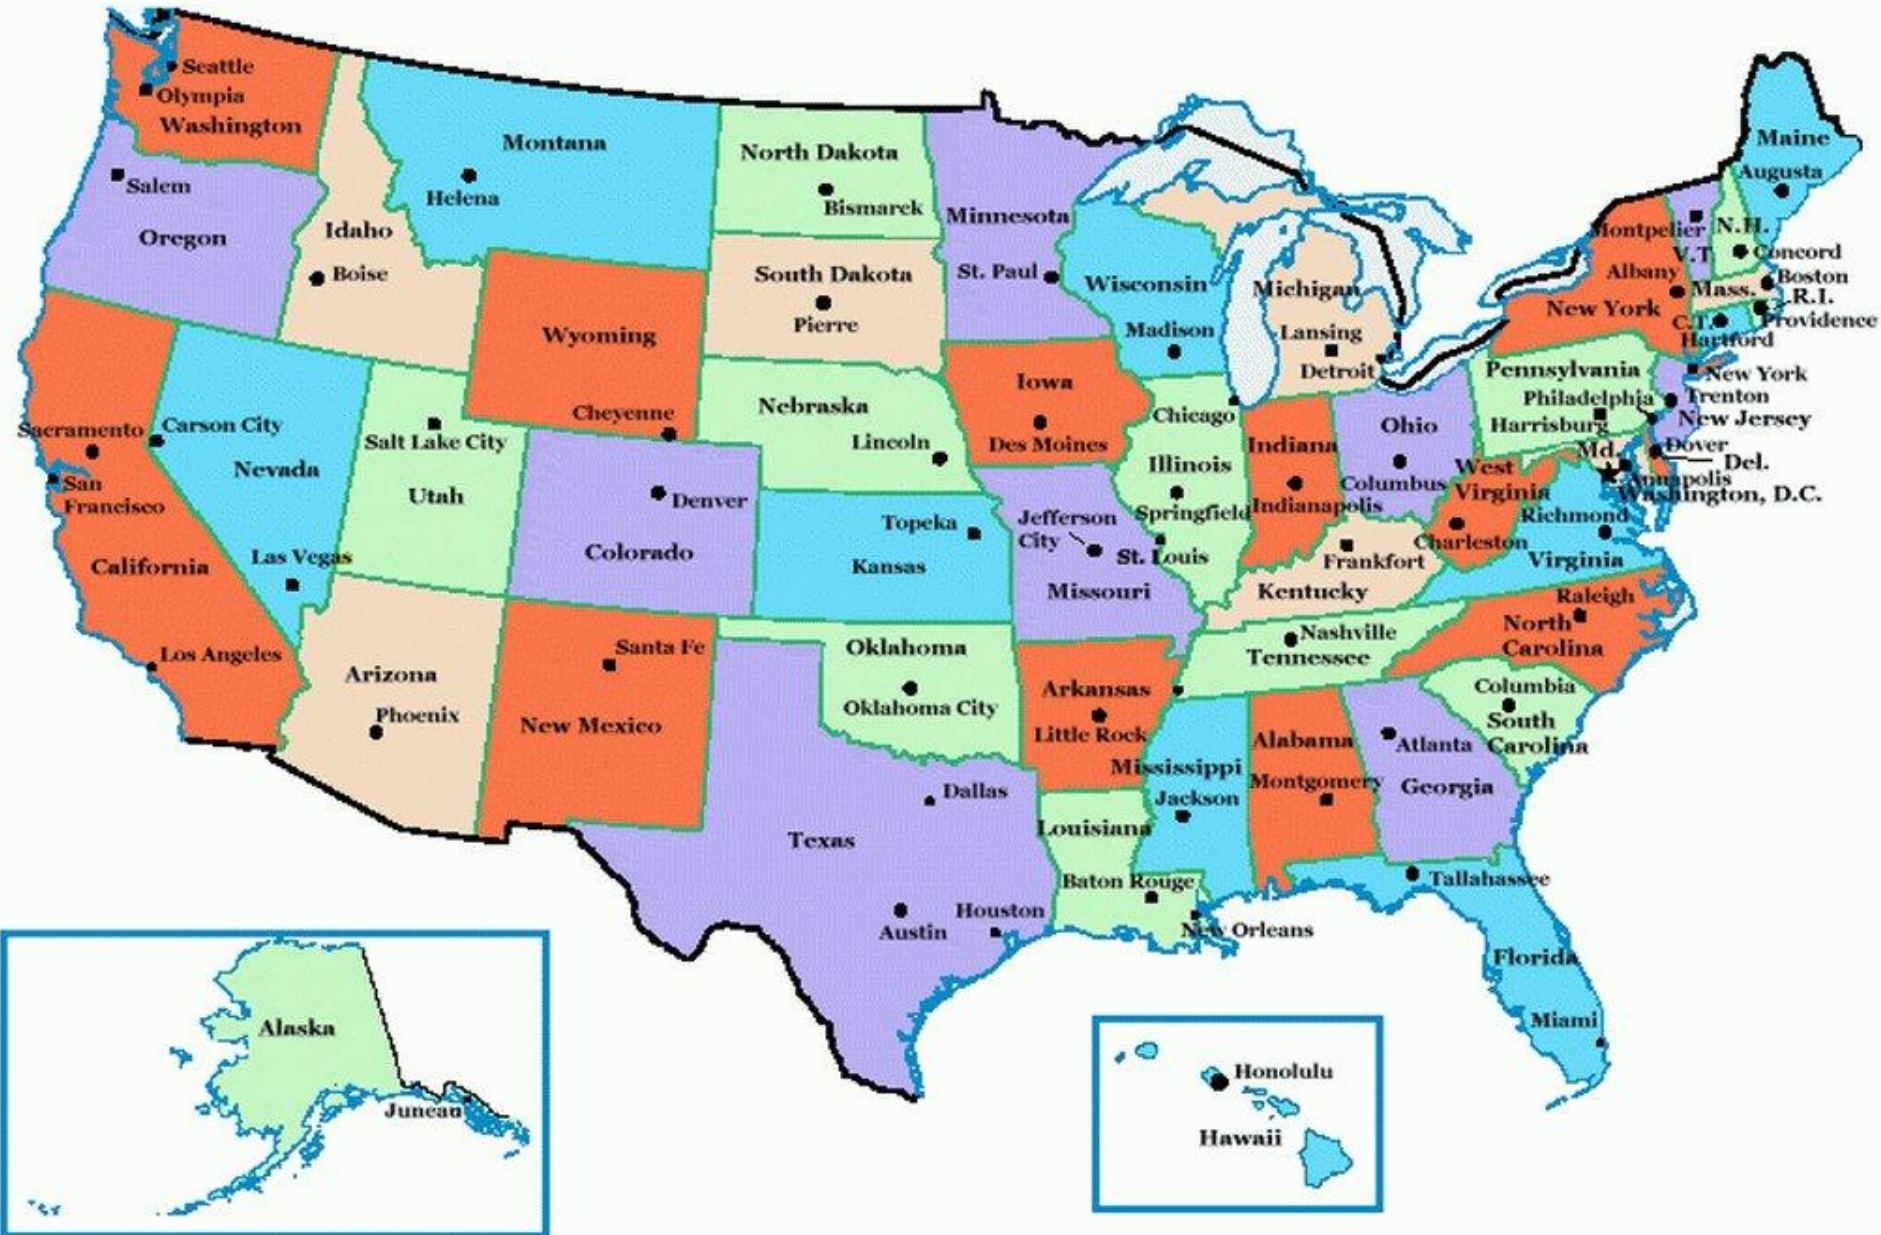 Seattle
Olympia
Washington
Salem
Oregon
Idaho
Boise
Montana
Helena
North Dakota
Bismarck
South Dakota
Pierre
Minnesota
St. Paul
Wisconsin
Madison
Michigan
Lansing
Detroit
Maine
Augusta
Montpelier
V.T
N.H.
Concord
Boston
Mass.
R.I.
Providence
C.T.
Hartford
Albany
New York
New York
Wyoming
Cheyenne
Nebraska
Lincoln
Iowa
Des Moines
Chicago
Illinois
Springfield
Indiana
Indianapolis
Ohio
Columbus
Pennsylvania
Philadelphia
Harrisburg
Trenton
New Jersey
Md.
Dover
Del.
Annapolis
Washington, D.C.
West
Virginia
Charleston
Richmond
Virginia
Sacramento
San
Francisco
California
Los Angeles
Carson City
Nevada
Las Vegas
Salt Lake City
Utah
Denver
Colorado
Topeka
Kansas
Jefferson
City
St. Louis
Missouri
Frankfort
Kentucky
Nashville
Tennessee
Raleigh
North
Carolina
Columbia
South
Carolina
Arizona
Phoenix
Santa Fe
New Mexico
Oklahoma
Oklahoma City
Arkansas
Little Rock
Mississippi
Jackson
Alabama
Montgomery
Atlanta
Georgia
Texas
Dallas
Austin
Houston
Louisiana
Baton Rouge
New Orleans
Tallahassee
Florida
Miami
Alaska
Juneau
Honolulu
Hawaii